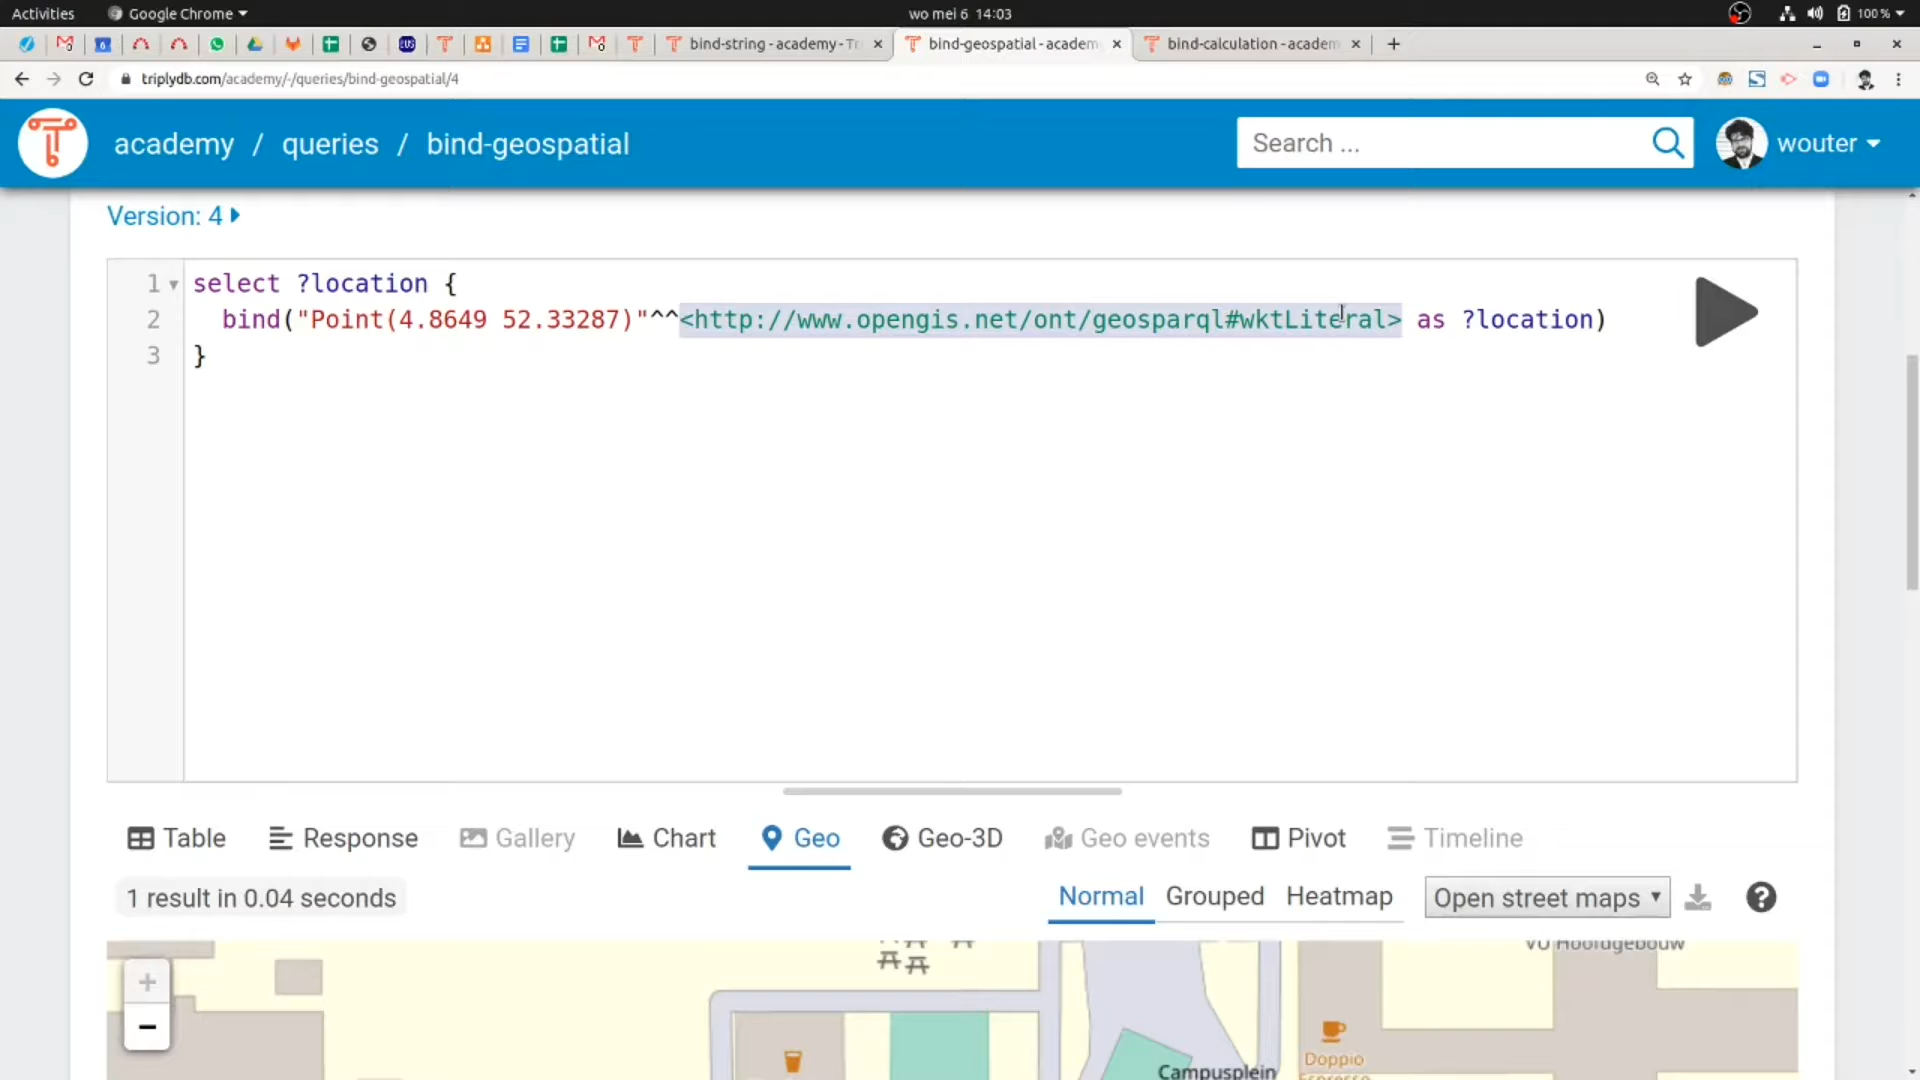 Activities Google Chrome wo mei 6 14:03 100 %
bind-string - academy - Tr bind-geospatial - academ bind-calculation - academ
triplydb.com/academy/-/queries/bind-geospatial/4
academy / queries / bind-geospatial Search ... wouter
Version: 4
1 select ?location {
2 bind("Point(4.8649 52.33287)"^^<http://www.opengis.net/ont/geosparql#wktLiteral> as ?location)
3 }
Table Response Gallery Chart Geo Geo-3D Geo events Pivot Timeline
1 result in 0.04 seconds Normal Grouped Heatmap Open street maps ?
VU Hoofdgebouw
+
−
Doppio
Espresso
Campusplein